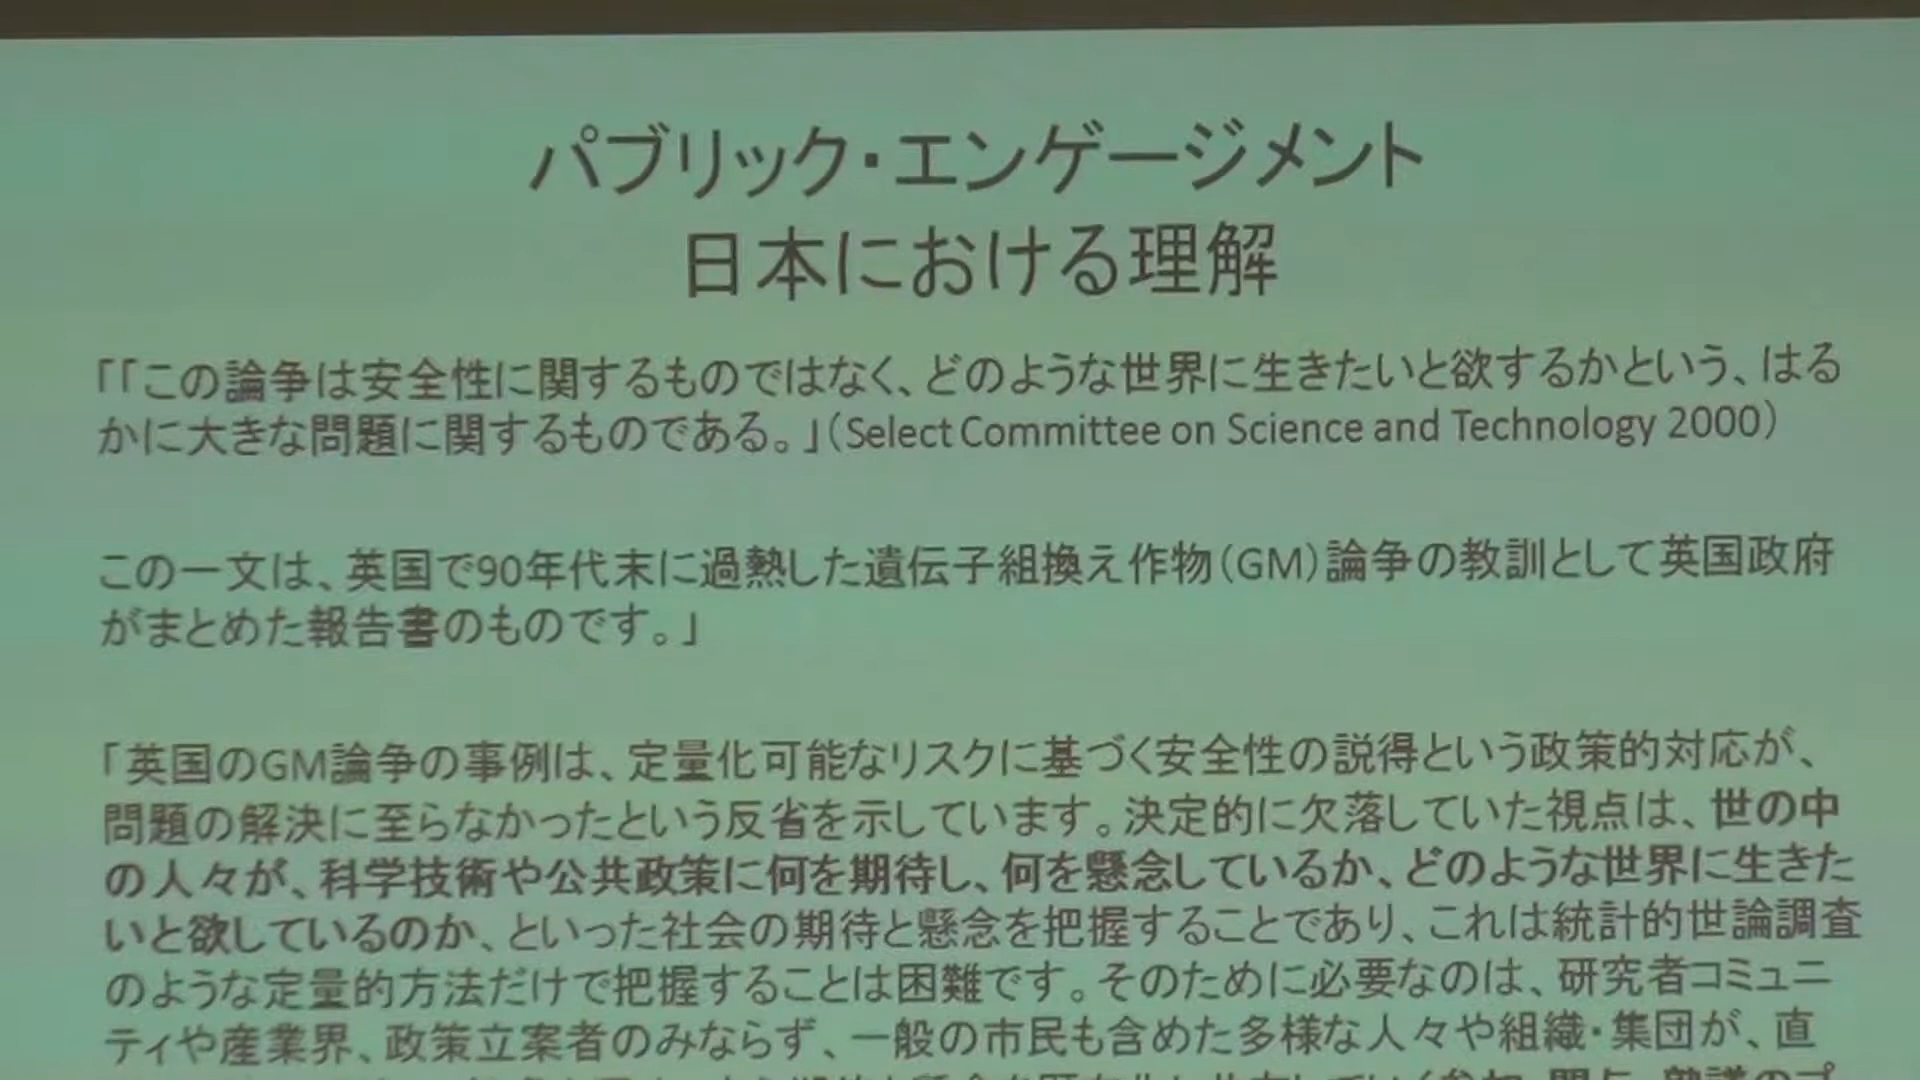 パブリック・エンゲージメント
日本における理解
「「この論争は安全性に関するものではなく、どのような世界に生きたいと欲するかという、はる
かに大きな問題に関するものである。」（Select Committee on Science and Technology 2000）
この一文は、英国で90年代末に過熱した遺伝子組換え作物（GM）論争の教訓として英国政府
がまとめた報告書のものです。」
「英国のGM論争の事例は、定量化可能なリスクに基づく安全性の説得という政策的対応が、
問題の解決に至らなかったという反省を示しています。決定的に欠落していた視点は、世の中
の人々が、科学技術や公共政策に何を期待し、何を懸念しているか、どのような世界に生きた
いと欲しているのか、といった社会の期待と懸念を把握することであり、これは統計的世論調査
のような定量的方法だけで把握することは困難です。そのために必要なのは、研究者コミュニ
ティや産業界、政策立案者のみならず、一般の市民も含めた多様な人々や組織・集団が、直